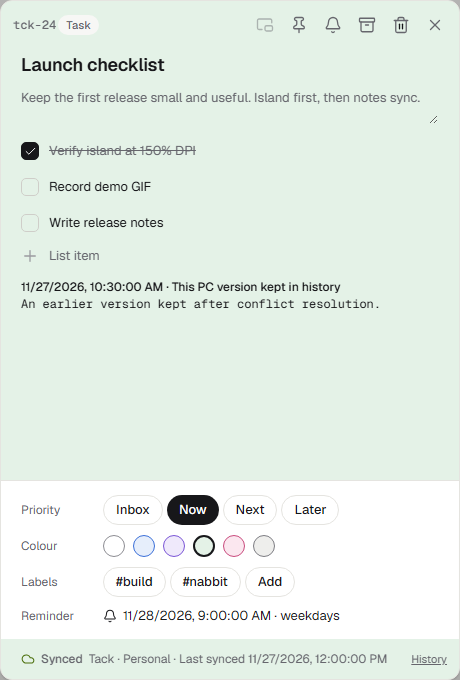 tck-24 Task
Launch checklist
Keep the first release small and useful. Island first, then notes sync.
Verify island at 150% DPI
Record demo GIF
Write release notes
List item
11/27/2026, 10:30:00 AM · This PC version kept in history
An earlier version kept after conflict resolution.
Priority Inbox Now Next Later
Colour
Labels #build #nabbit Add
Reminder 11/28/2026, 9:00:00 AM · weekdays
Synced Tack · Personal · Last synced 11/27/2026, 12:00:00 PM History